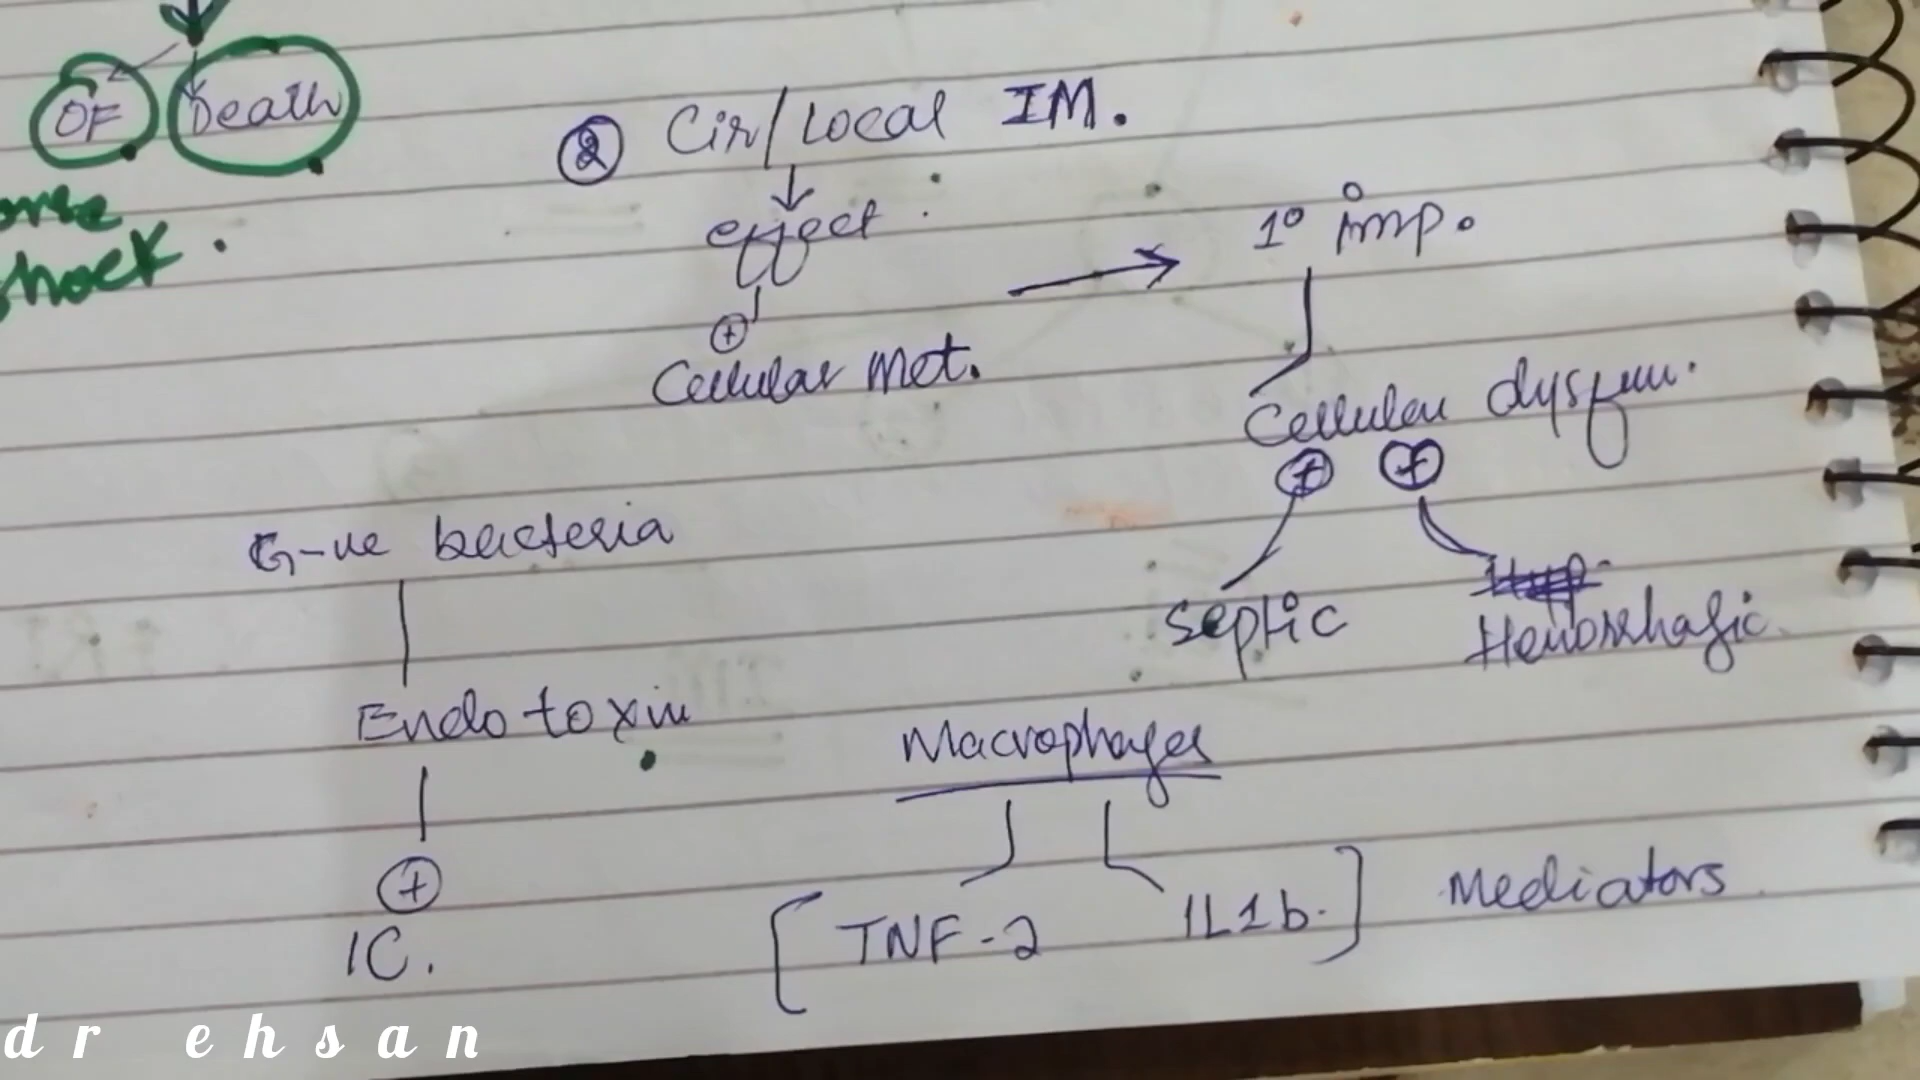 OF Death
② Cir/Local IM.
effect
1° imp.
⊕
Cellular Met.
shock.
Cellular dysfun.
⊕ ⊕
G-ve bacteria
Septic
Hemorrhagic
Endotoxin
Macrophages
⊕
IC.
[TNF-2 IL1b.] Mediators
dr ehsan